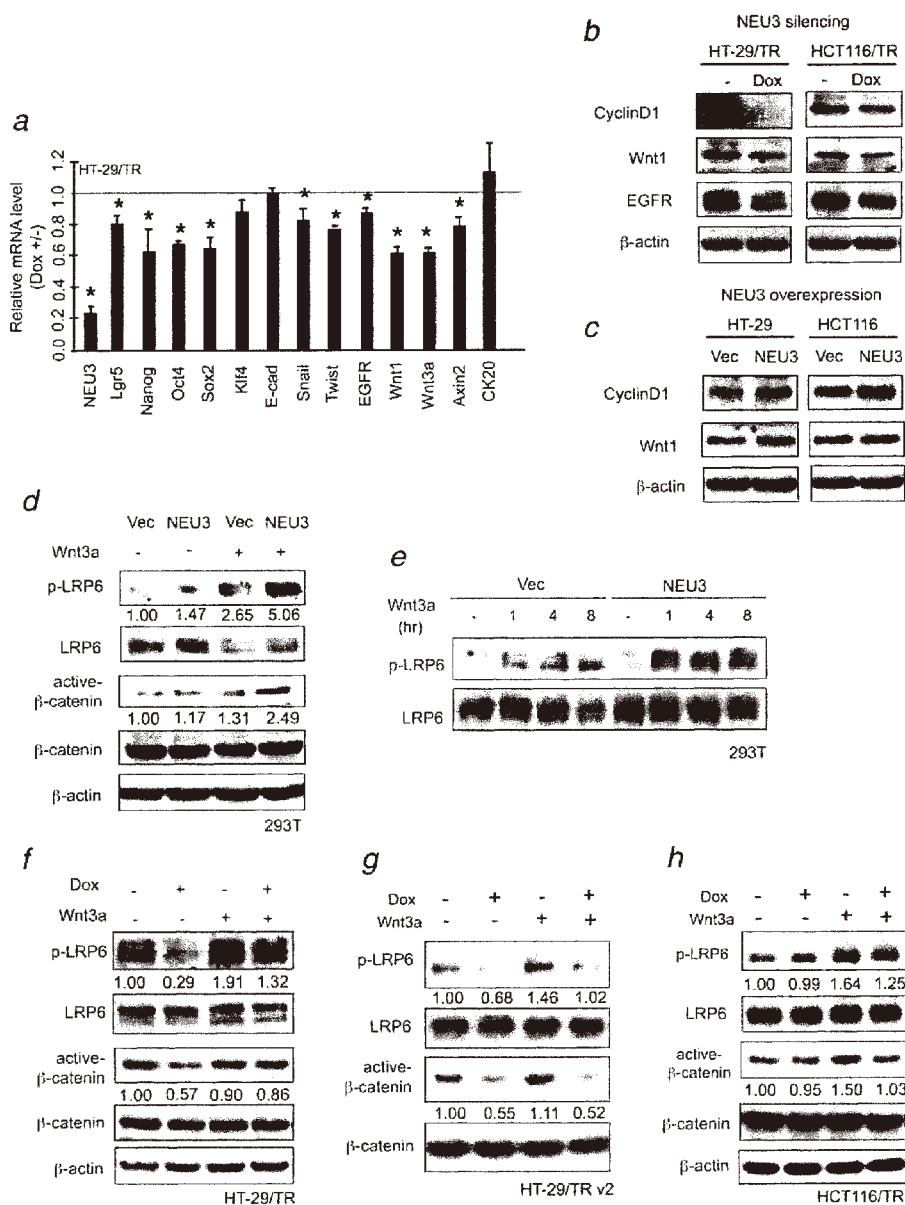 a
HT-29/TR
Relative mRNA level
(Dox +/-)
1.2
1.0
0.8
0.6
0.4
0.2
0.0
* * * * * * * * * * *
NEU3 Lgr5 Nanog Oct4 Sox2 Klf4 E-cad Snail Twist EGFR Wnt1 Wnt3a Axin2 CK20
b
NEU3 silencing
HT-29/TR HCT116/TR
- Dox - Dox
CyclinD1
Wnt1
EGFR
β-actin
c
NEU3 overexpression
HT-29 HCT116
Vec NEU3 Vec NEU3
CyclinD1
Wnt1
β-actin
d
Vec NEU3 Vec NEU3
Wnt3a - - + +
p-LRP6
1.00 1.47 2.65 5.06
LRP6
active-
β-catenin
1.00 1.17 1.31 2.49
β-catenin
β-actin
293T
e
Vec NEU3
Wnt3a - 1 4 8 - 1 4 8
(hr)
p-LRP6
LRP6
293T
f
Dox - + - +
Wnt3a - - + +
p-LRP6
1.00 0.29 1.91 1.32
LRP6
active-
β-catenin
1.00 0.57 0.90 0.86
β-catenin
β-actin
HT-29/TR
g
Dox - + - +
Wnt3a - - + +
p-LRP6
1.00 0.68 1.46 1.02
LRP6
active-
β-catenin
1.00 0.55 1.11 0.52
β-catenin
HT-29/TR v2
h
Dox - + - +
Wnt3a - - + +
p-LRP6
1.00 0.99 1.64 1.25
LRP6
active-
β-catenin
1.00 0.95 1.50 1.03
β-catenin
β-actin
HCT116/TR